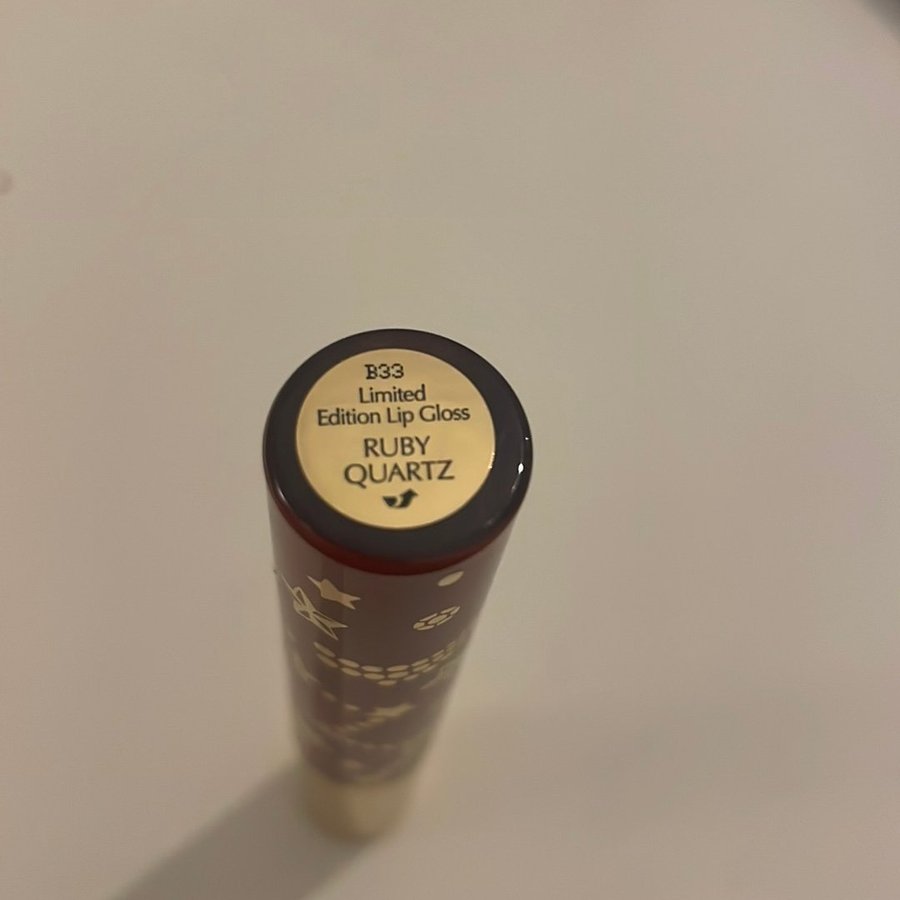 B33
Limited
Edition Lip Gloss
RUBY
QUARTZ